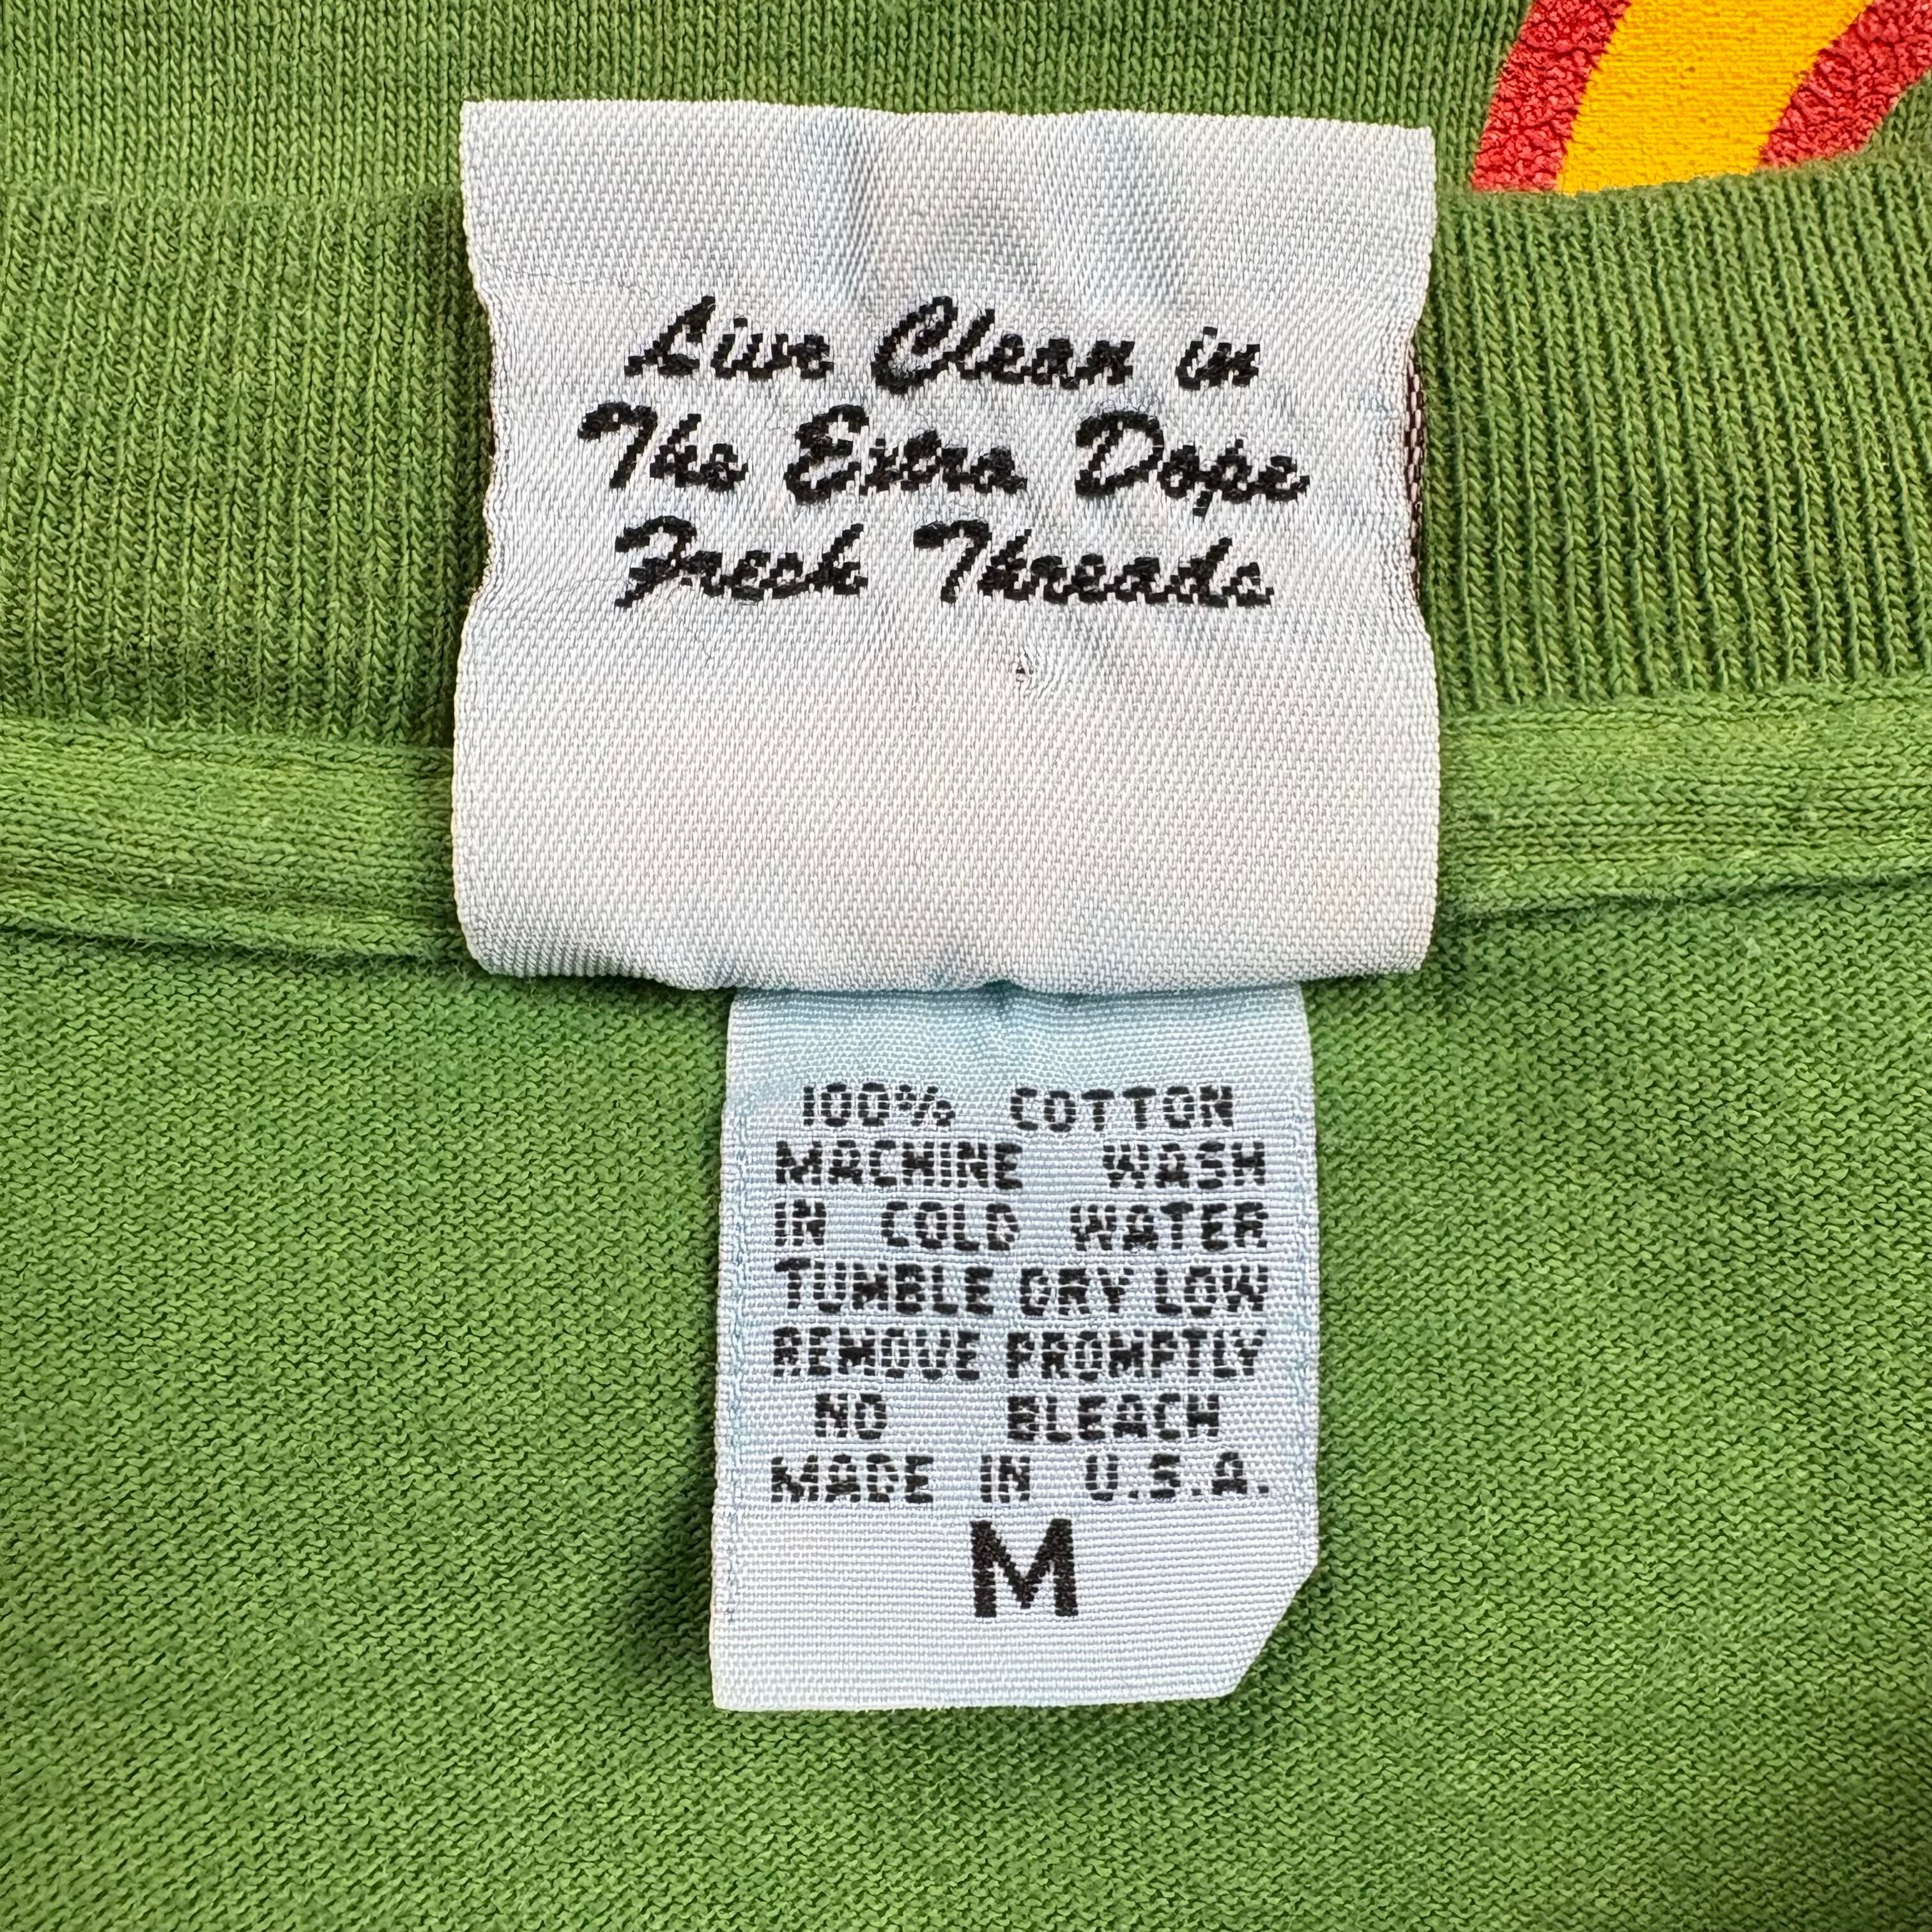 Live Clean in
The Extra Dope
Fresh Threads
100% COTTON
MACHINE WASH
IN COLD WATER
TUMBLE DRY LOW
REMOVE PROMPTLY
NO BLEACH
MADE IN U.S.A.
M